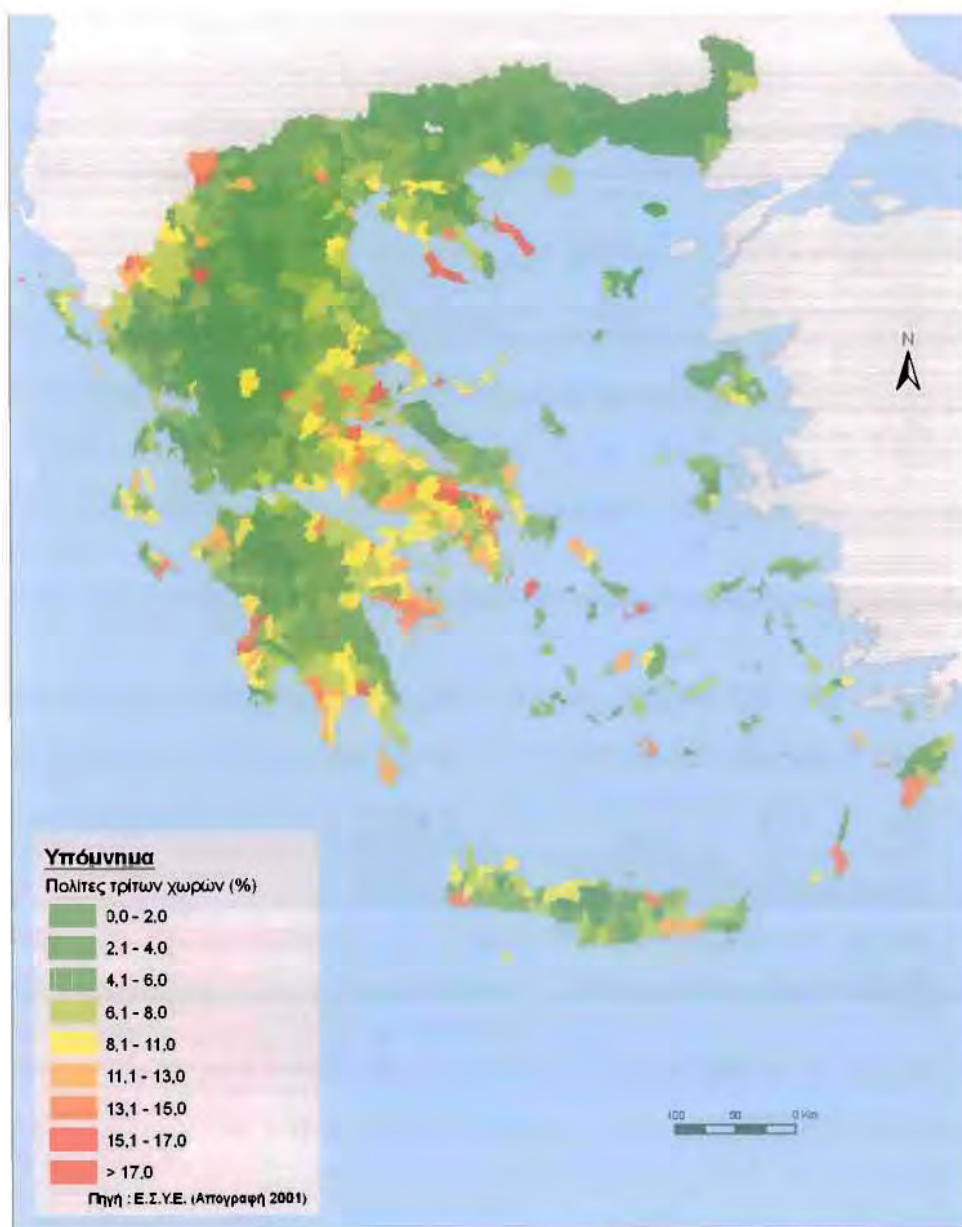 N
Υπόμνημα
Πολίτες τρίτων χωρών (%)
0,0 - 2,0
2,1 - 4,0
4,1 - 6,0
6,1 - 8,0
8,1 - 11,0
11,1 - 13,0
13,1 - 15,0
15,1 - 17,0
> 17,0
Πηγή : Ε.Σ.Υ.Ε. (Απογραφή 2001)
100 50 0 Km